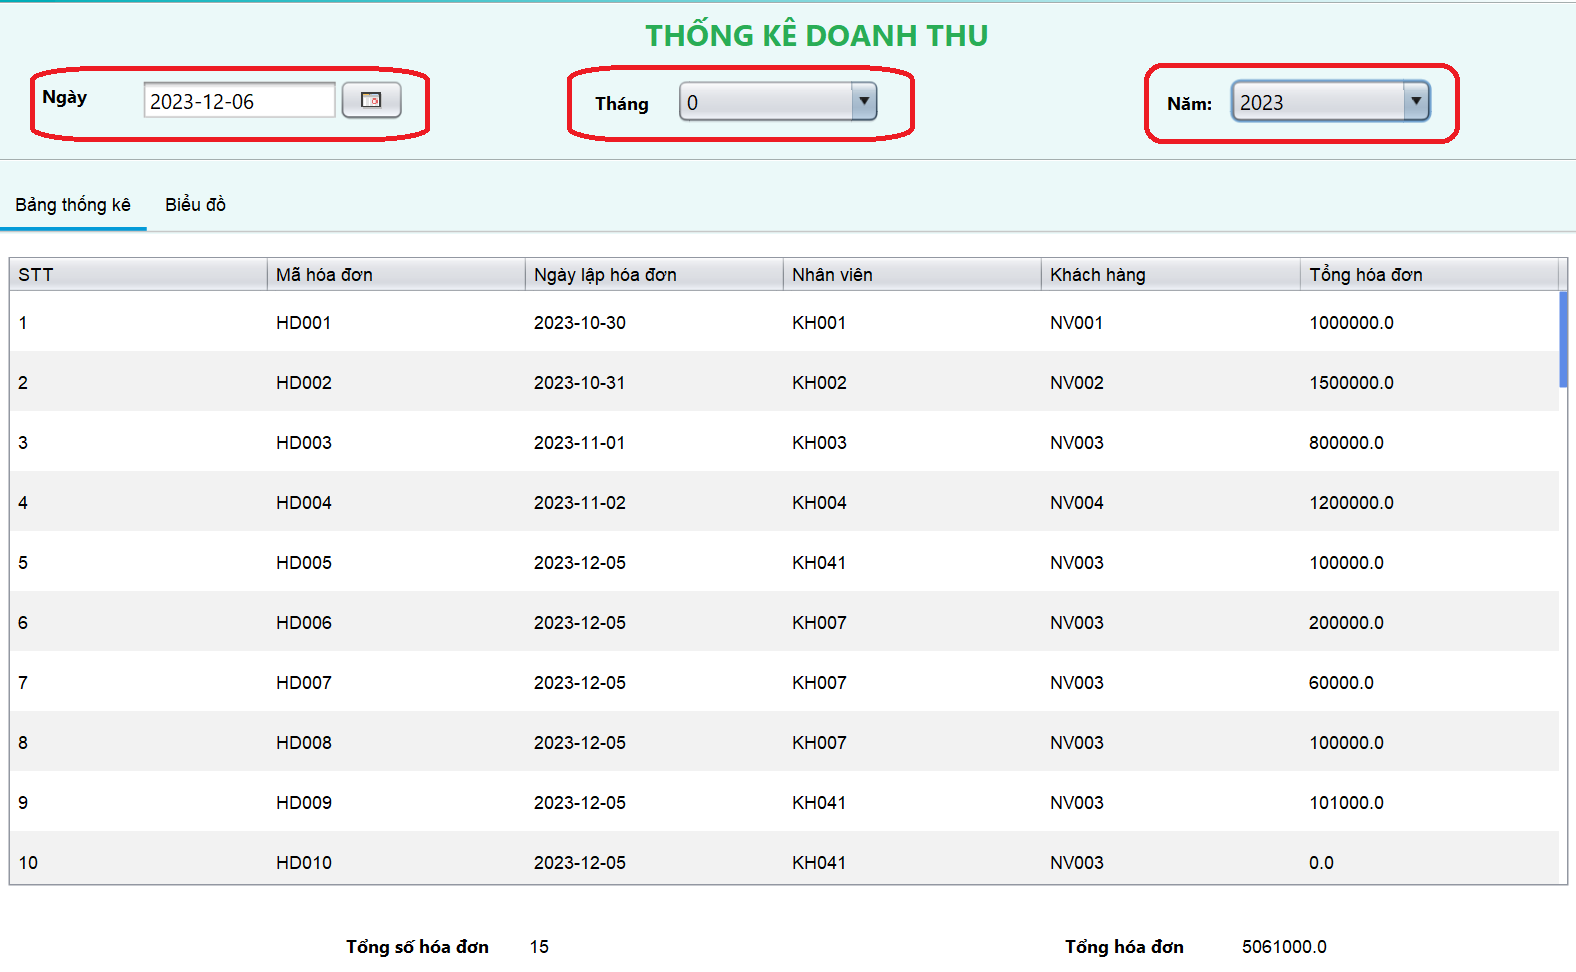 THỐNG KÊ DOANH THU
Ngày 2023-12-06 Tháng 0 Năm: 2023
Bảng thống kê Biểu đồ
STT Mã hóa đơn Ngày lập hóa đơn Nhân viên Khách hàng Tổng hóa đơn
1 HD001 2023-10-30 KH001 NV001 1000000.0
2 HD002 2023-10-31 KH002 NV002 1500000.0
3 HD003 2023-11-01 KH003 NV003 800000.0
4 HD004 2023-11-02 KH004 NV004 1200000.0
5 HD005 2023-12-05 KH041 NV003 100000.0
6 HD006 2023-12-05 KH007 NV003 200000.0
7 HD007 2023-12-05 KH007 NV003 60000.0
8 HD008 2023-12-05 KH007 NV003 100000.0
9 HD009 2023-12-05 KH041 NV003 101000.0
10 HD010 2023-12-05 KH041 NV003 0.0
Tổng số hóa đơn 15 Tổng hóa đơn 5061000.0